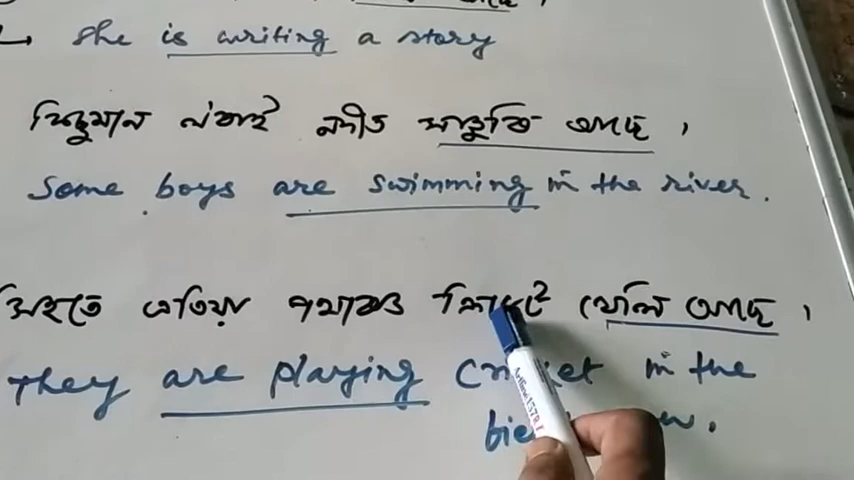 she is writing a story
কিছুমান ল'ৰাই নদীত সাতুৰি আছে ,
Some boys are swimming in the river.
সিহঁতে এতিয়া পথাৰত খেলি আছে ,
They are playing in the